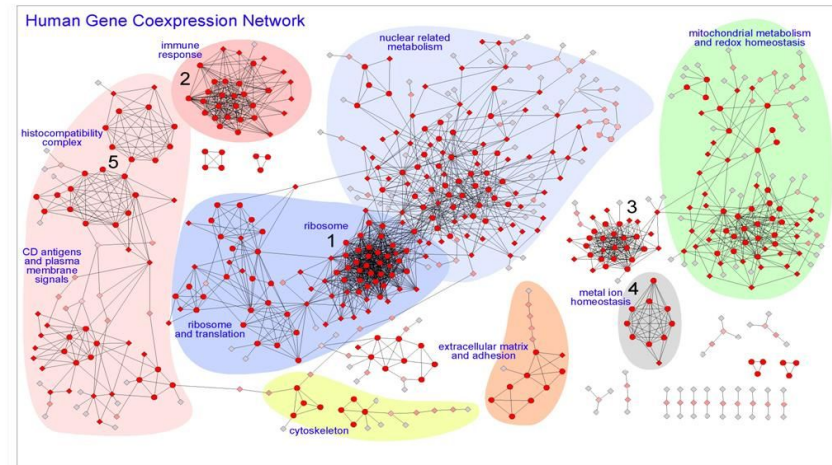 Human Gene Coexpression Network
immune
response
2
nuclear related
metabolism
mitochondrial metabolism
and redox homeostasis
histocompatibility
complex
5
3
ribosome
1
CD antigens
and plasma
membrane
signals
metal ion
homeostasis
4
ribosome
and translation
extracellular matrix
and adhesion
cytoskeleton